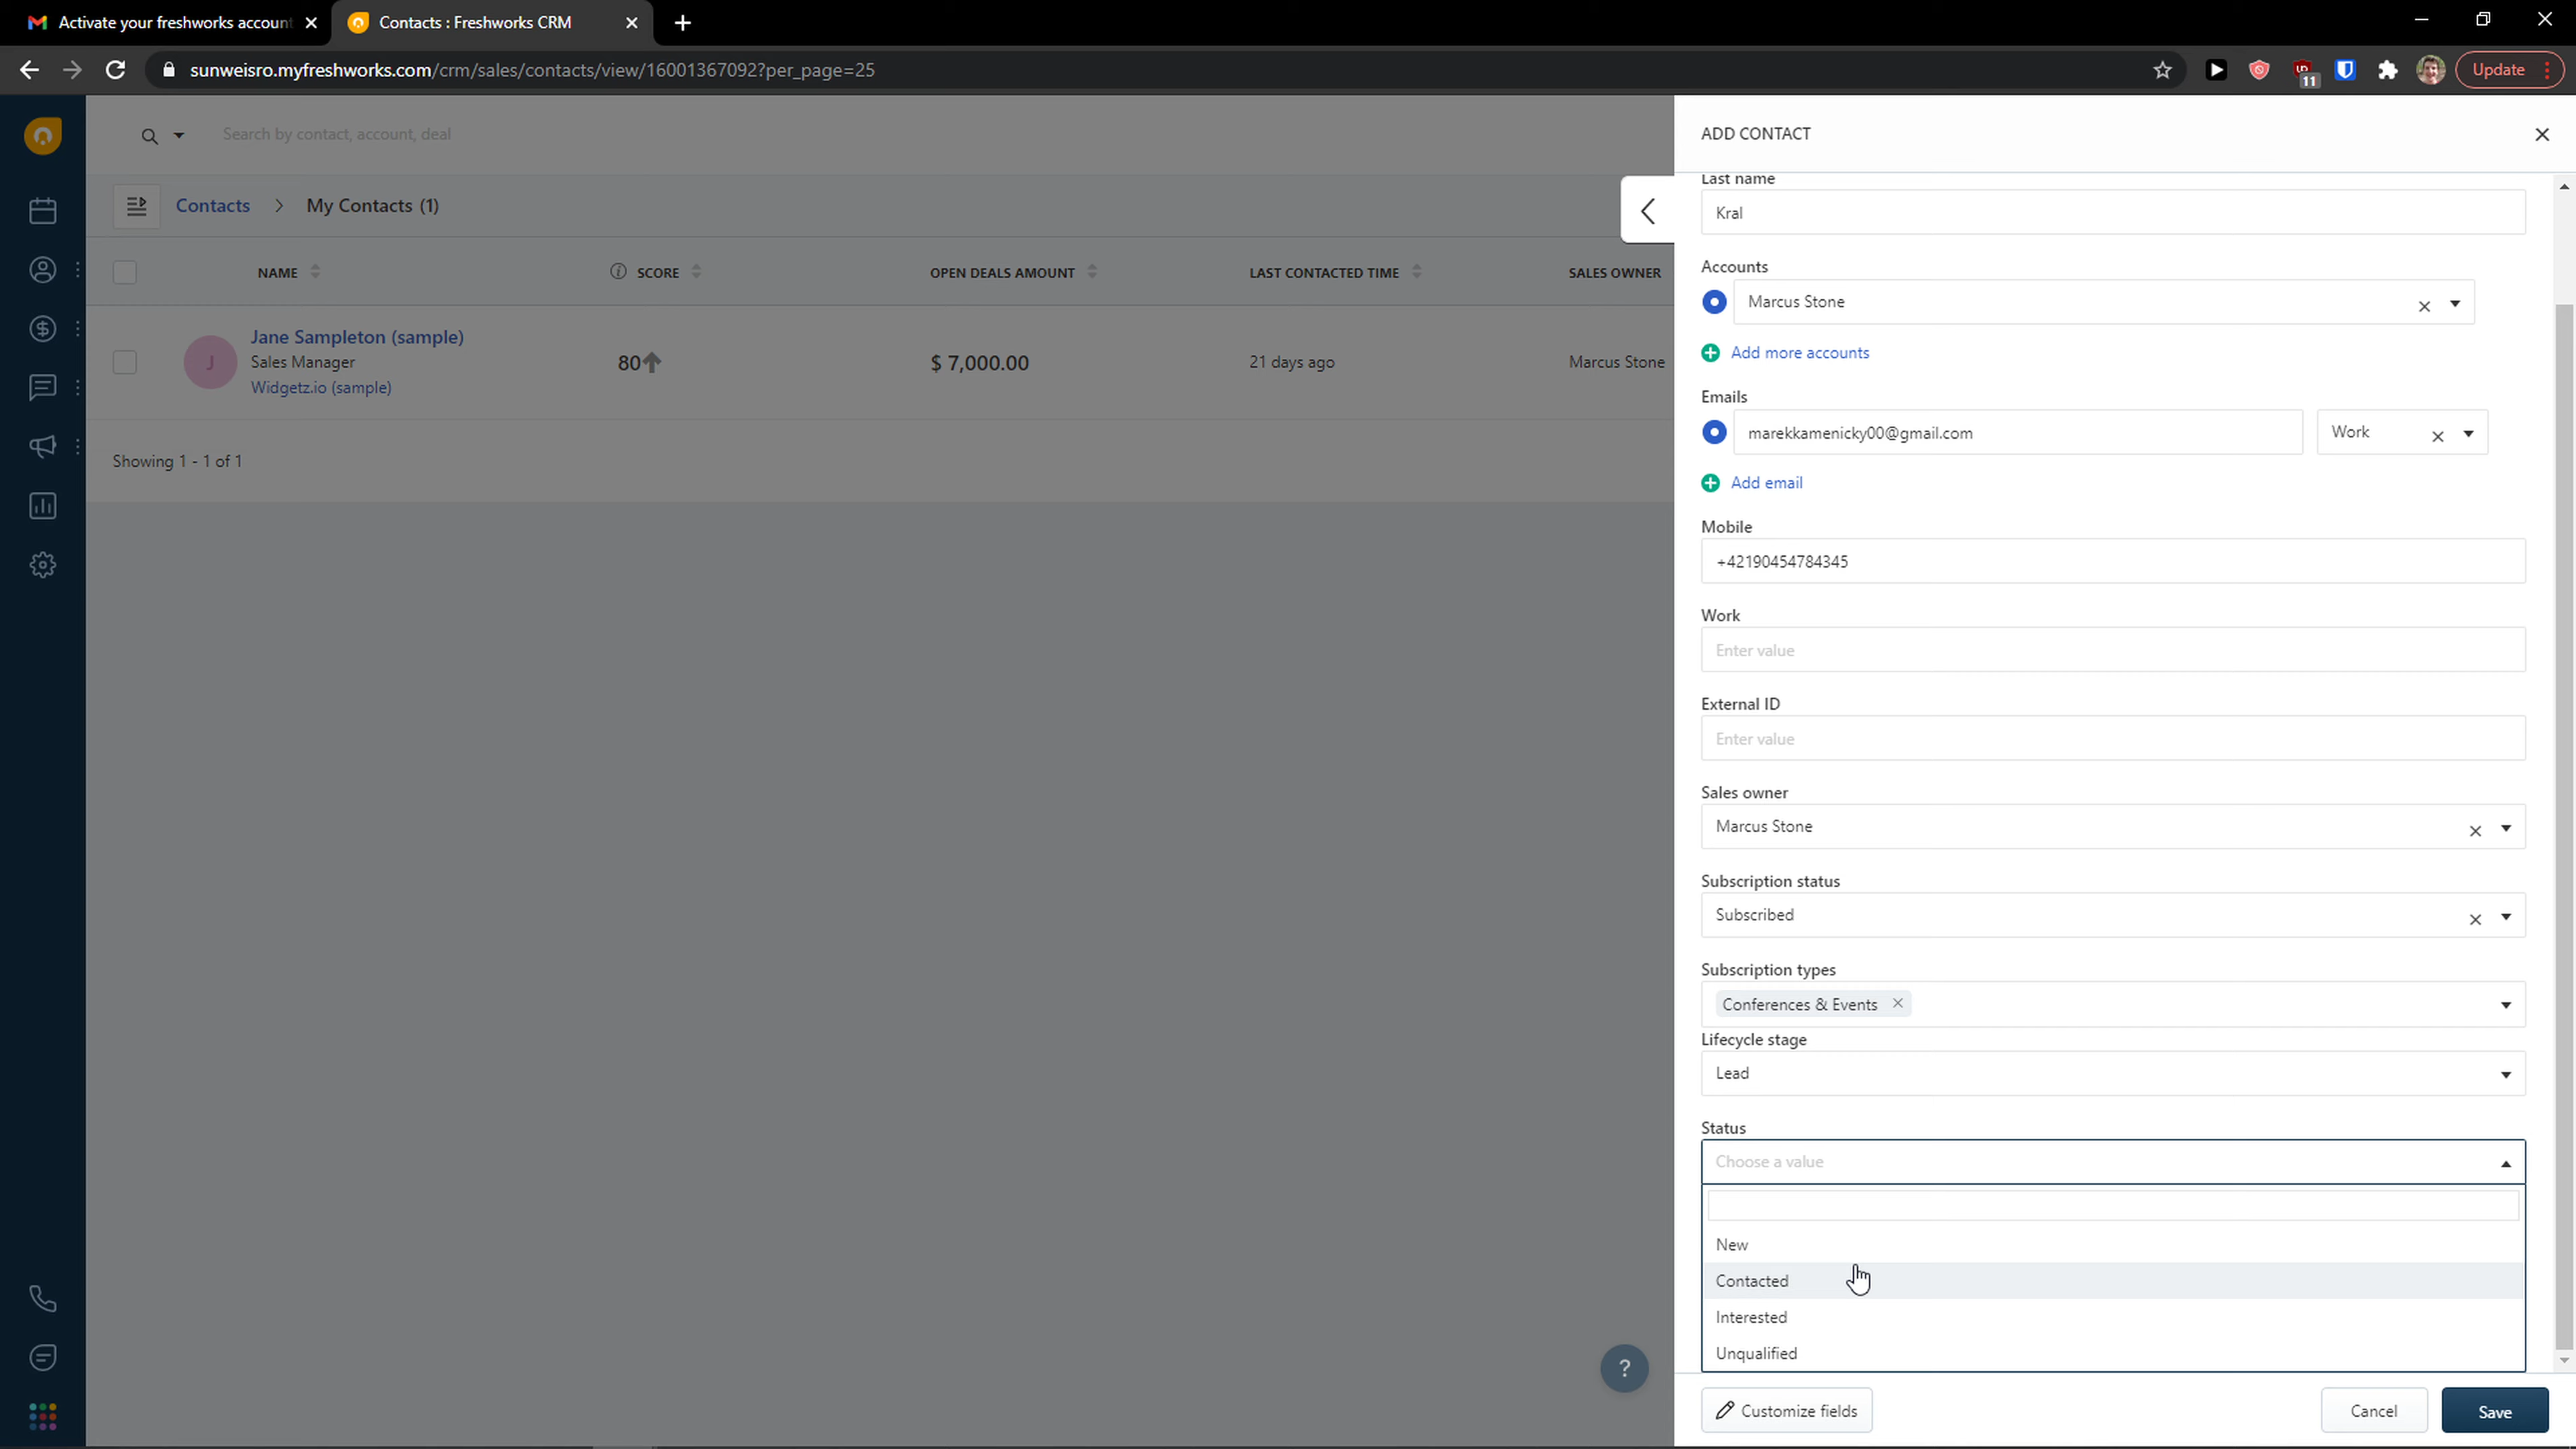 Activate your freshworks account
Contacts : Freshworks CRM
sunweisro.myfreshworks.com/crm/sales/contacts/view/16001367092?per_page=25
11
Update
Search by contact, account, deal
Contacts > My Contacts (1)
NAME SCORE OPEN DEALS AMOUNT LAST CONTACTED TIME SALES OWNER
J
Jane Sampleton (sample)
Sales Manager
Widgetz.io (sample)
80
$ 7,000.00
21 days ago
Marcus Stone
Showing 1 - 1 of 1
?
ADD CONTACT
Last name
Kral
Accounts
Marcus Stone
Add more accounts
Emails
marekkamenicky00@gmail.com
Work
Add email
Mobile
+42190454784345
Work
Enter value
External ID
Enter value
Sales owner
Marcus Stone
Subscription status
Subscribed
Subscription types
Conferences & Events
Lifecycle stage
Lead
Status
Choose a value
New
Contacted
Interested
Unqualified
Customize fields
Cancel
Save